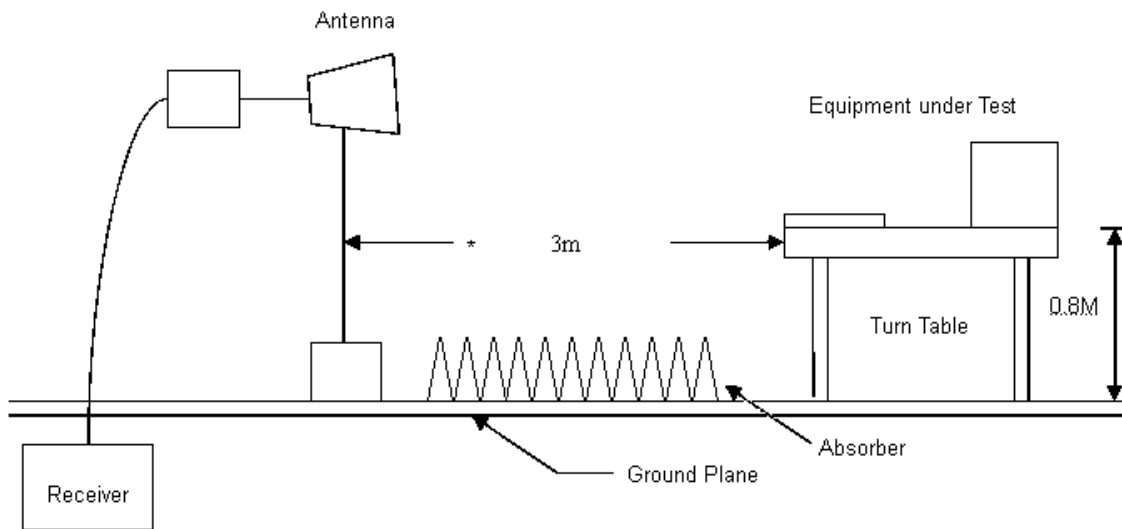 Antenna
Equipment under Test
* 3m
0.8M
Turn Table
Absorber
Ground Plane
Receiver